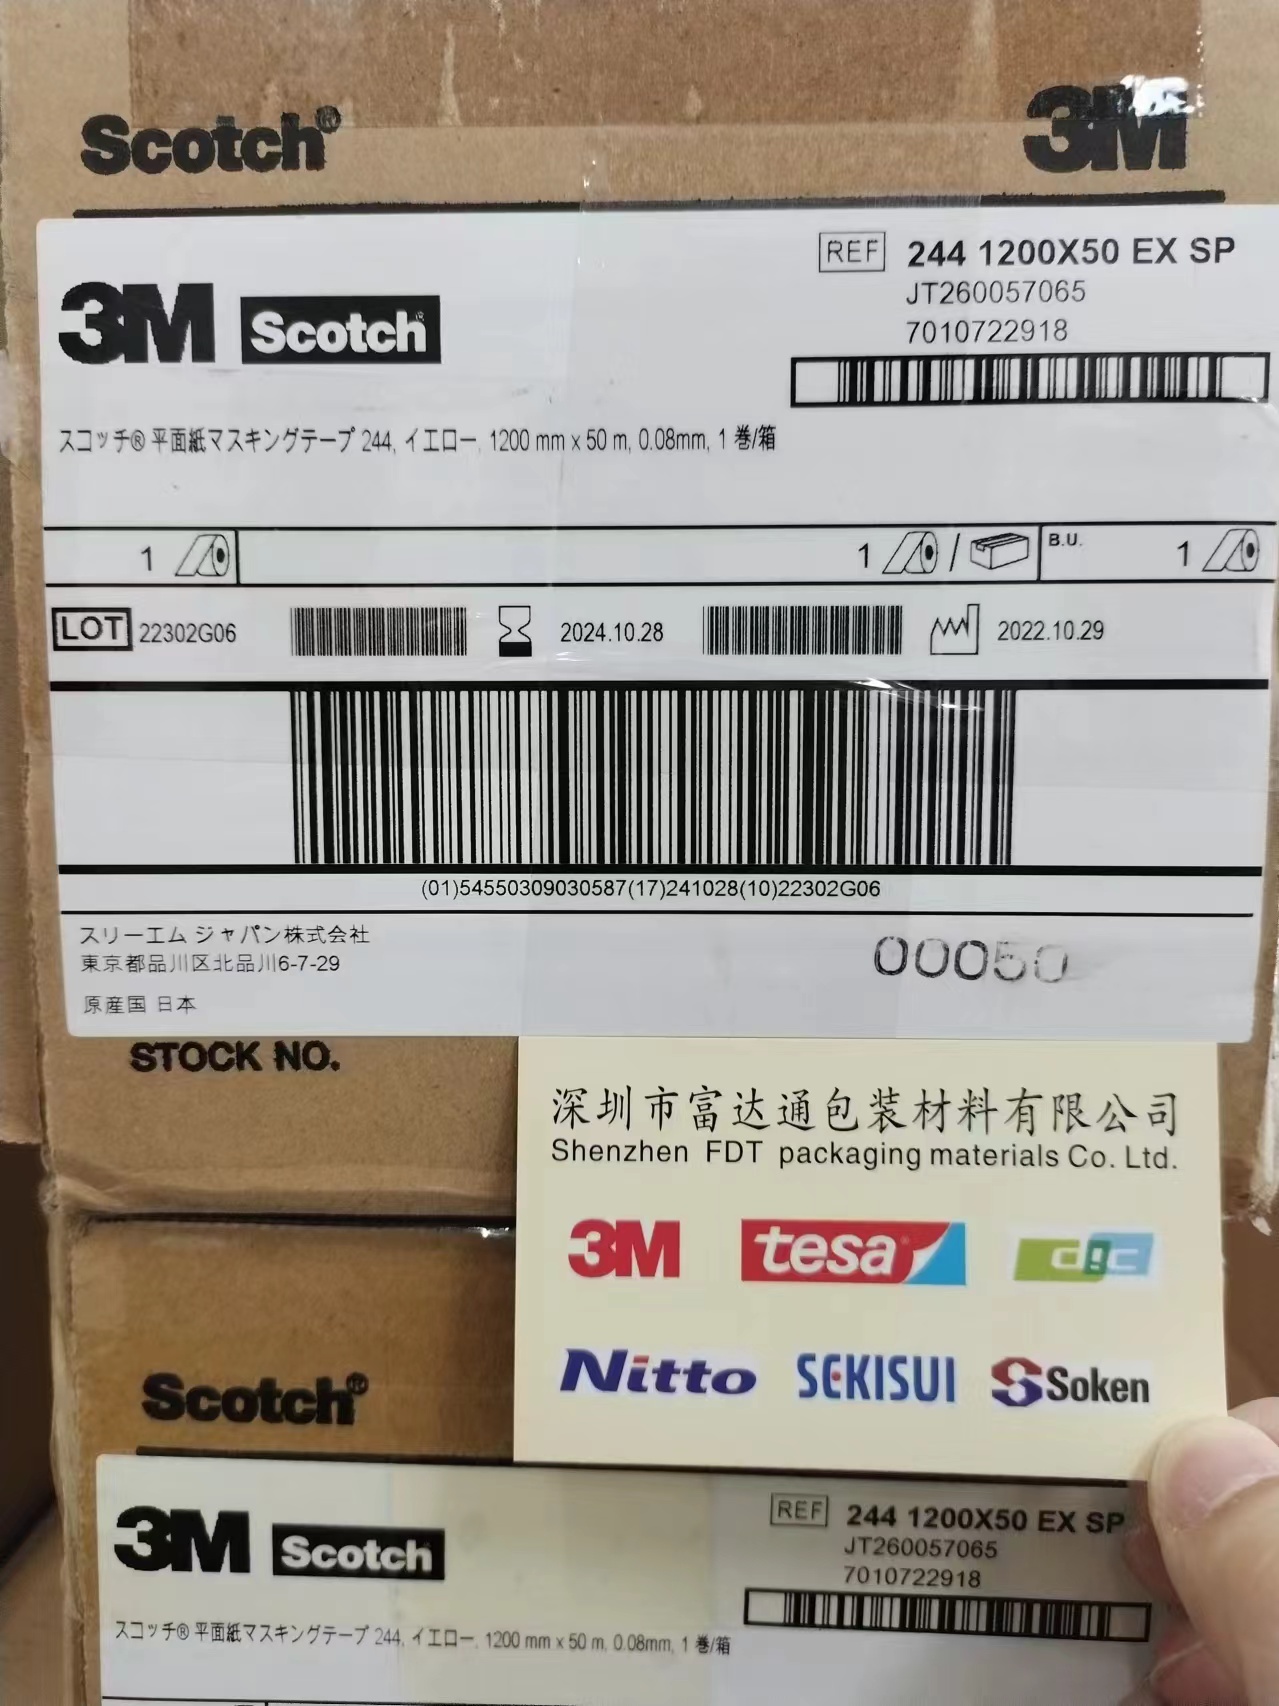 Scotch® 3M
3M Scotch®
REF 244 1200X50 EX SP
JT260057065
7010722918
スコッチ® 平面紙マスキングテープ 244, イエロー, 1200 mm x 50 m, 0.08mm, 1 巻/箱
1 1 / B.U. 1
LOT 22302G06 2024.10.28 2022.10.29
(01)54550309030587(17)241028(10)22302G06
スリーエム ジャパン株式会社
東京都品川区北品川6-7-29
原産国 日本
00050
STOCK NO.
深圳市富达通包装材料有限公司
Shenzhen FDT packaging materials Co. Ltd.
3M tesa® dic
Nitto SEKISUI Soken
Scotch®
3M Scotch
REF 244 1200X50 EX SP
JT260057065
7010722918
スコッチ® 平面紙マスキングテープ 244, イエロー, 1200 mm x 50 m, 0.08mm, 1 巻/箱